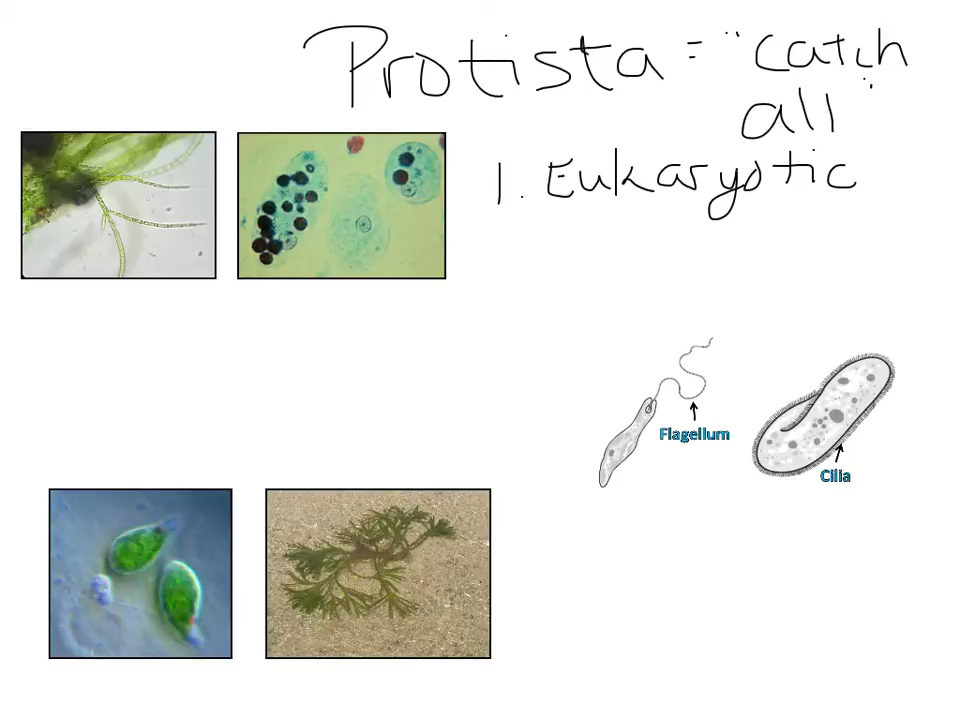 Protista = "catch
all"
1. Eukaryotic
Flagellum
Cilia